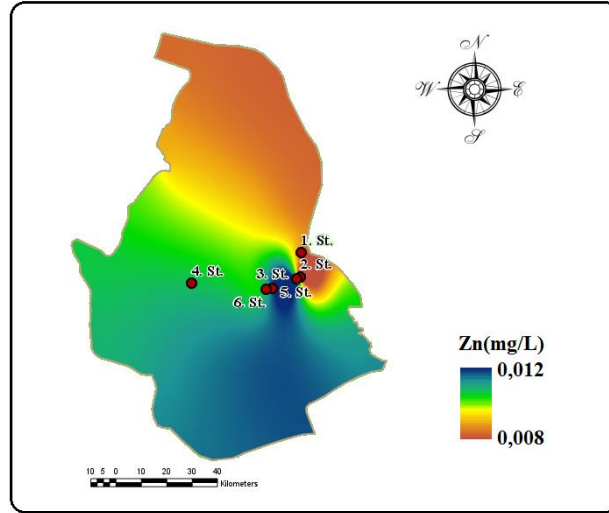 N
W E
S
1. St.
2. St.
3. St.
4. St.
5. St.
6. St.
Zn(mg/L)
0,012
0,008
10 5 0 10 20 30 40
Kilometers